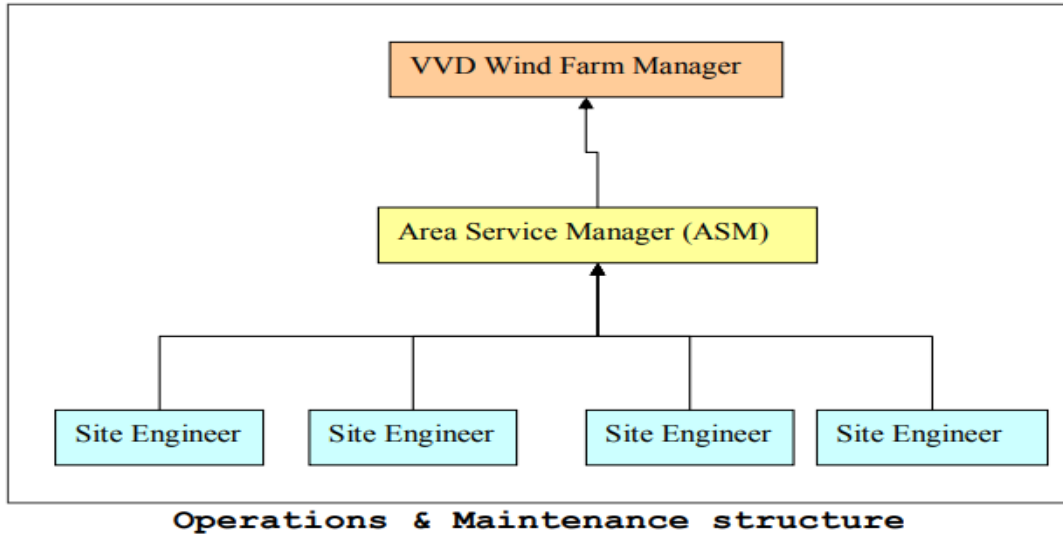 VVD Wind Farm Manager
Area Service Manager (ASM)
Site Engineer
Site Engineer
Site Engineer
Site Engineer
Operations & Maintenance structure